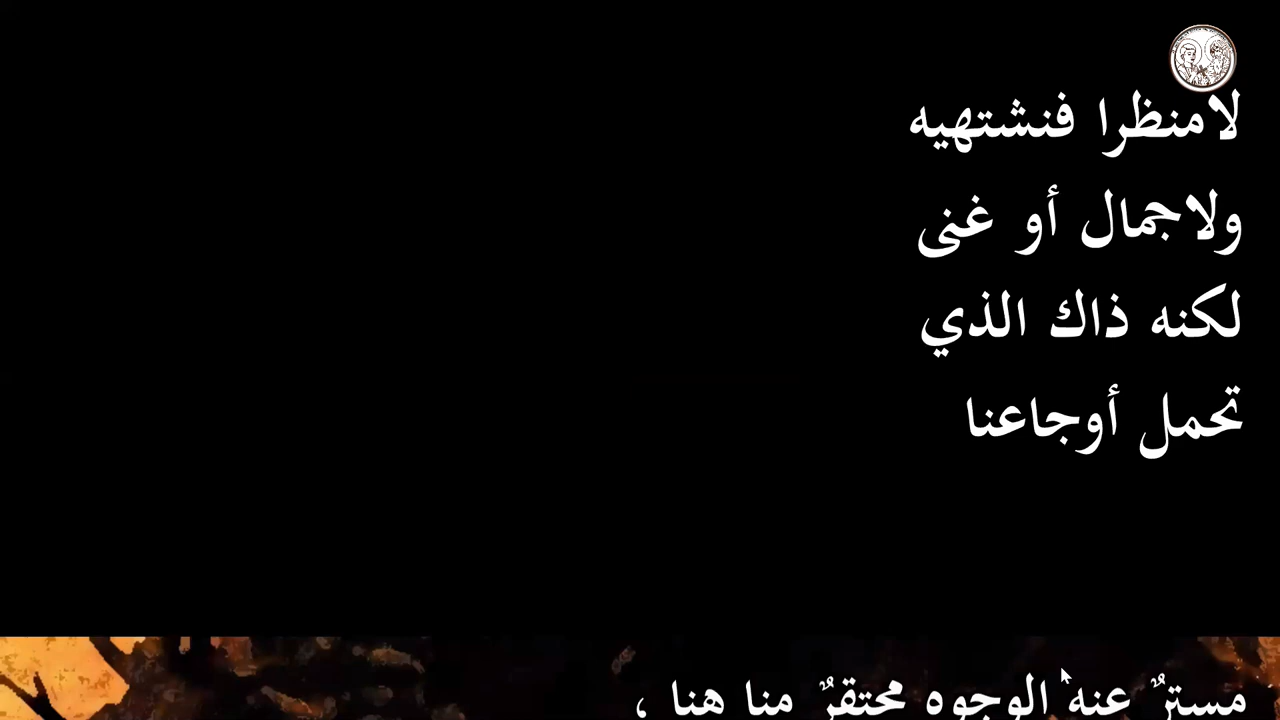 لامنظرا فنشتهيه
ولاجمال أو غنى
لكنه ذاك الذي
تحمل أوجاعنا
مسترٌ عنه الوجوه محتقرٌ منا هنا ،